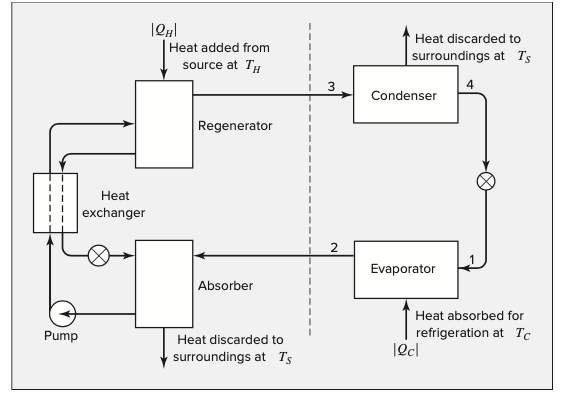 |Q_H|
Heat added from
source at T_H
Heat discarded to
surroundings at T_S
3
Condenser
4
Regenerator
Heat
exchanger
2
1
Evaporator
Absorber
Pump
Heat discarded to
surroundings at T_S
Heat absorbed for
refrigeration at T_C
|Q_C|